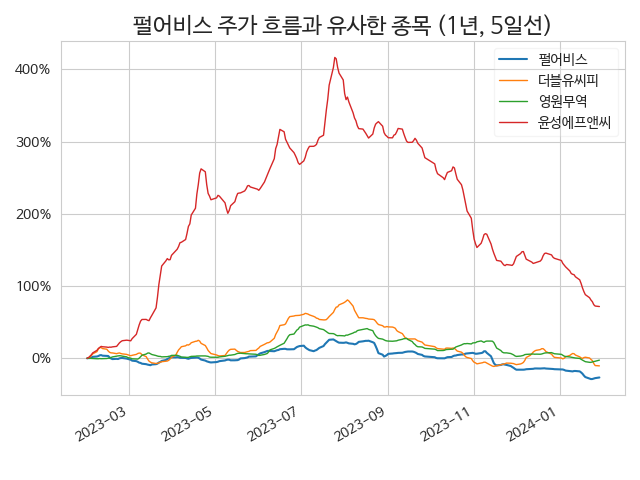 펄어비스 주가 흐름과 유사한 종목 (1년, 5일선)
펄어비스
더블유씨피
영원무역
윤성에프앤씨
400%
300%
200%
100%
0%
2023-03
2023-05
2023-07
2023-09
2023-11
2024-01